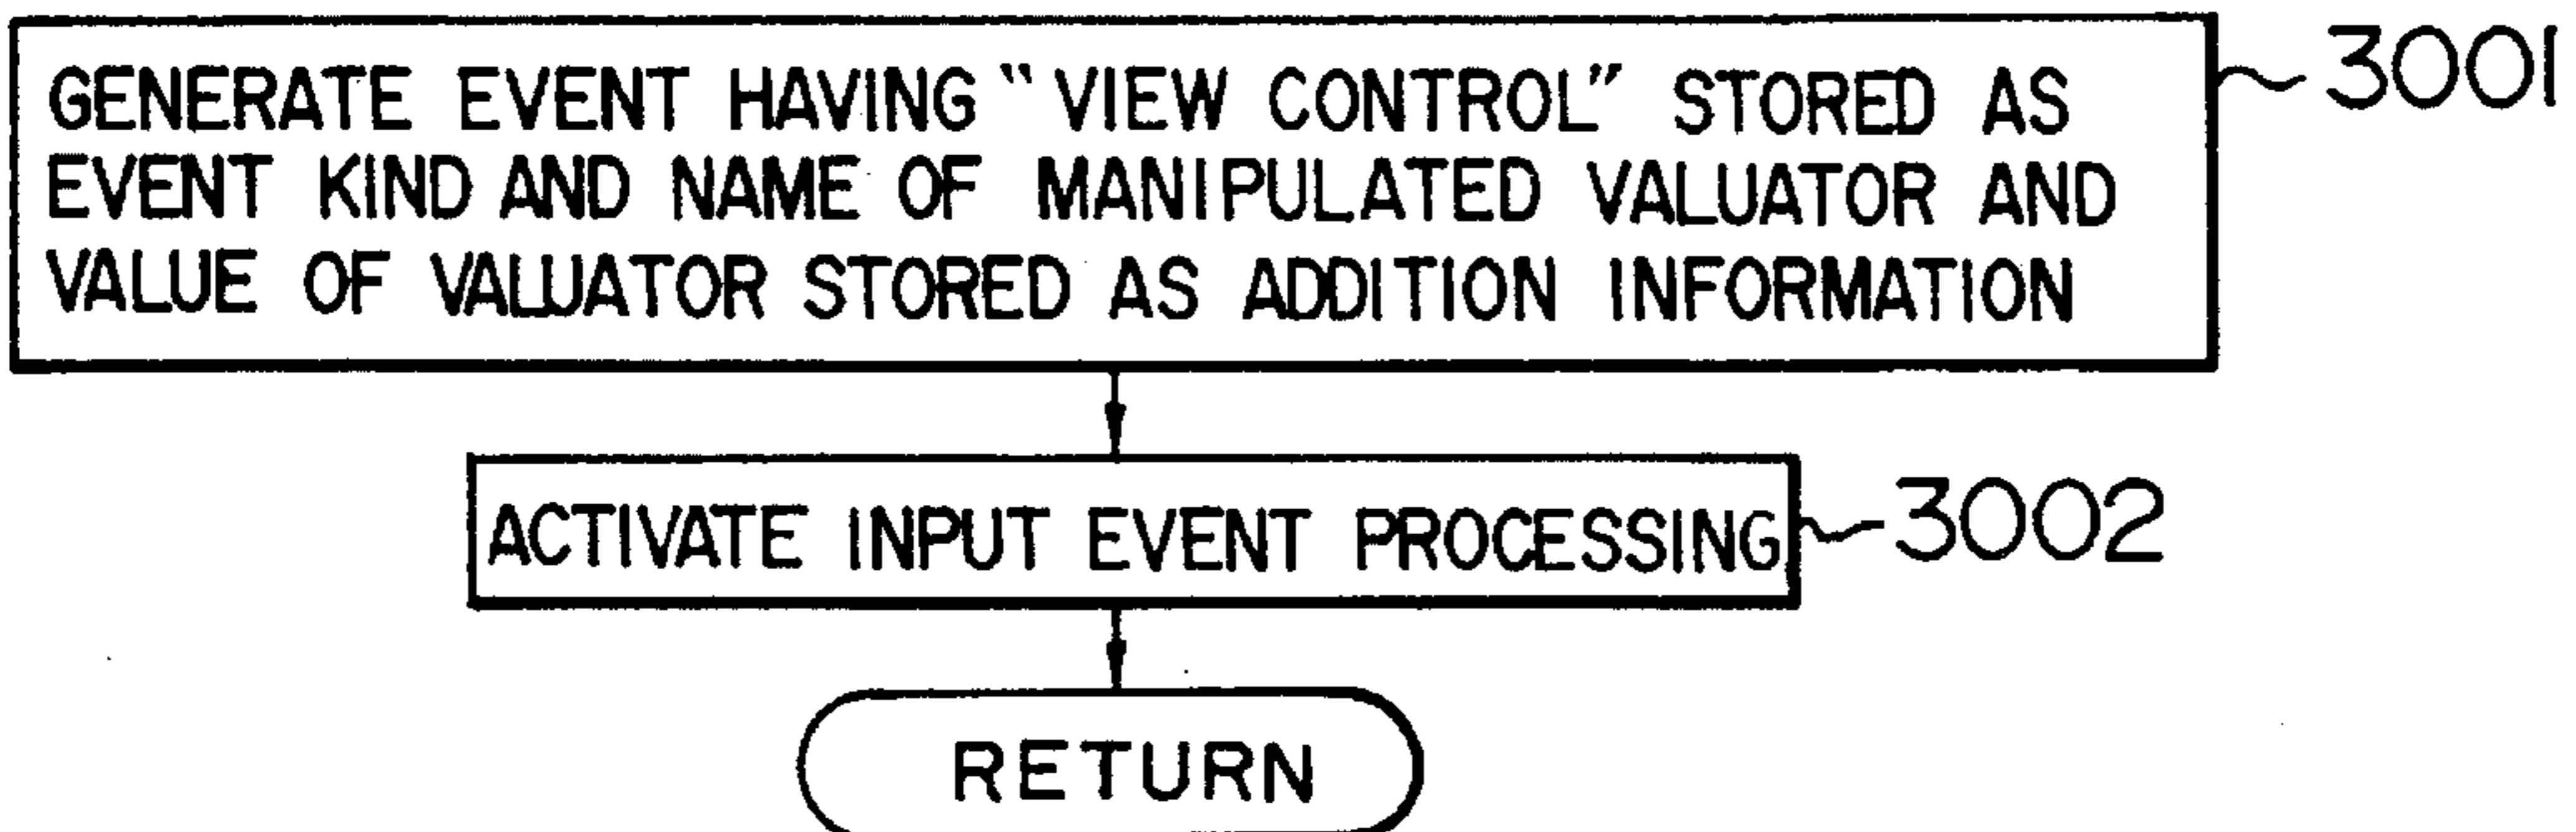 GENERATE EVENT HAVING "VIEW CONTROL" STORED AS
EVENT KIND AND NAME OF MANIPULATED VALUATOR AND
VALUE OF VALUATOR STORED AS ADDITION INFORMATION
3001
ACTIVATE INPUT EVENT PROCESSING
3002
RETURN